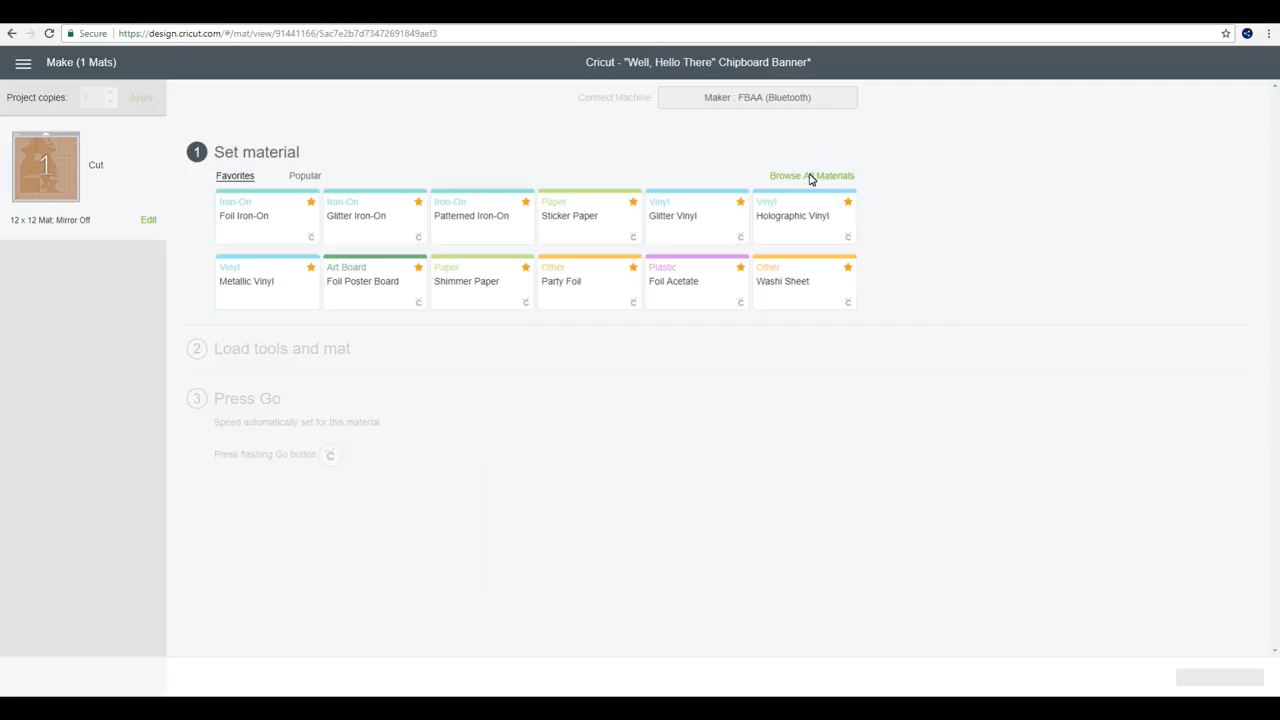 Secure https://design.cricut.com/#/mat/view/91441166/5ac7e2b7d73472691849aef3
Make (1 Mats) Cricut - "Well, Hello There" Chipboard Banner*
Project copies: 1 Apply Connect Machine Maker : FBAA (Bluetooth)
1 Cut
12 x 12 Mat; Mirror Off Edit
1 Set material
Favorites Popular Browse All Materials
Iron-On Iron-On Iron-On Paper Vinyl Vinyl
Foil Iron-On Glitter Iron-On Patterned Iron-On Sticker Paper Glitter Vinyl Holographic Vinyl
Vinyl Art Board Paper Other Plastic Other
Metallic Vinyl Foil Poster Board Shimmer Paper Party Foil Foil Acetate Washi Sheet
2 Load tools and mat
3 Press Go
Speed automatically set for this material
Press flashing Go button